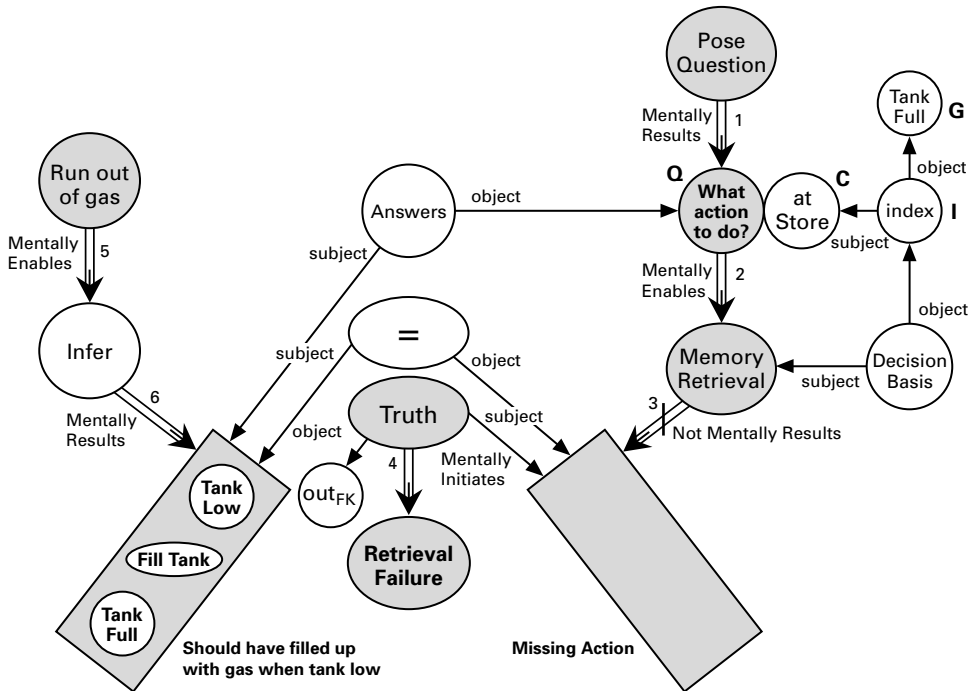 Pose
Question
Mentally
Results
1
Tank
Full
G
object
Run out
of gas
Q
What
action
to do?
C
at
Store
index
I
subject
Answers
object
subject
Mentally
Enables
5
Mentally
Enables
2
object
Infer
=
subject
object
Memory
Retrieval
subject
Decision
Basis
6
Mentally
Results
Truth
object
subject
3
Not Mentally Results
4
Mentally
Initiates
outFK
Tank
Low
Fill Tank
Tank
Full
Retrieval
Failure
Should have filled up
with gas when tank low
Missing Action